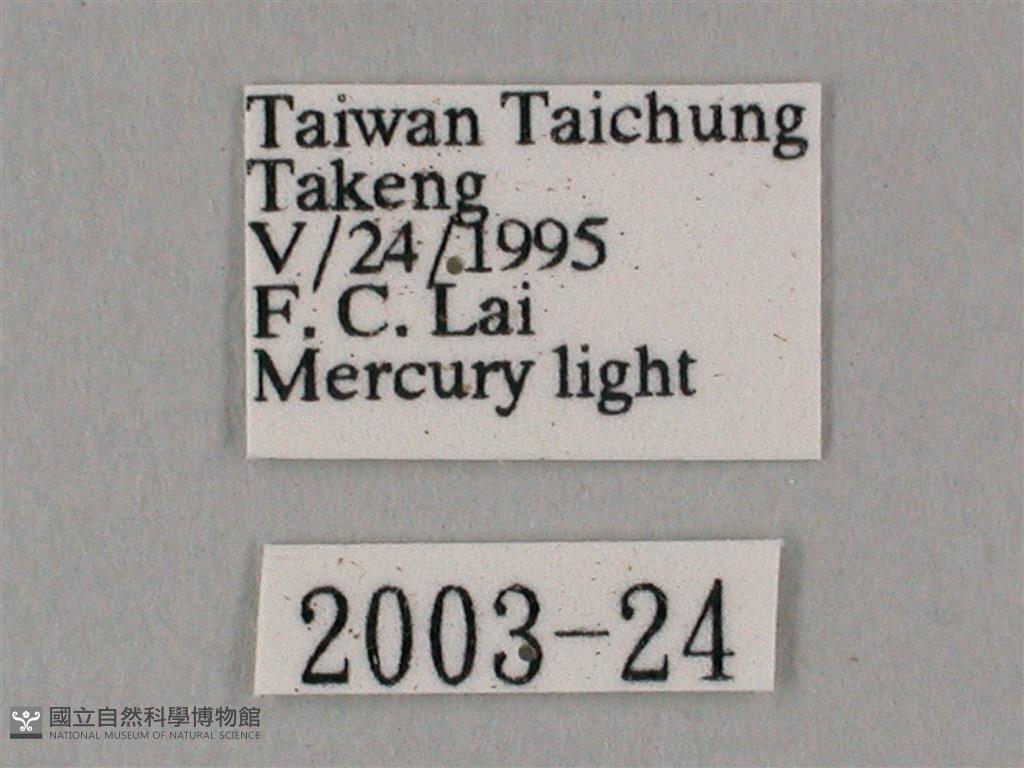 Taiwan Taichung
Takeng
V/24/1995
F. C. Lai
Mercury light
2003-24
國立自然科學博物館
NATIONAL MUSEUM OF NATURAL SCIENCE